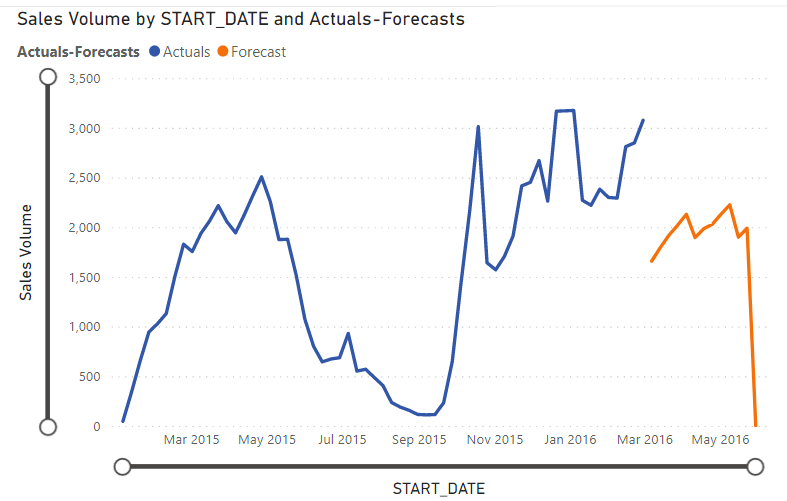 Sales Volume by START_DATE and Actuals-Forecasts
Actuals-Forecasts Actuals Forecast
3,500
3,000
2,500
2,000
1,500
1,000
500
0
Sales Volume
Mar 2015 May 2015 Jul 2015 Sep 2015 Nov 2015 Jan 2016 Mar 2016 May 2016
START_DATE